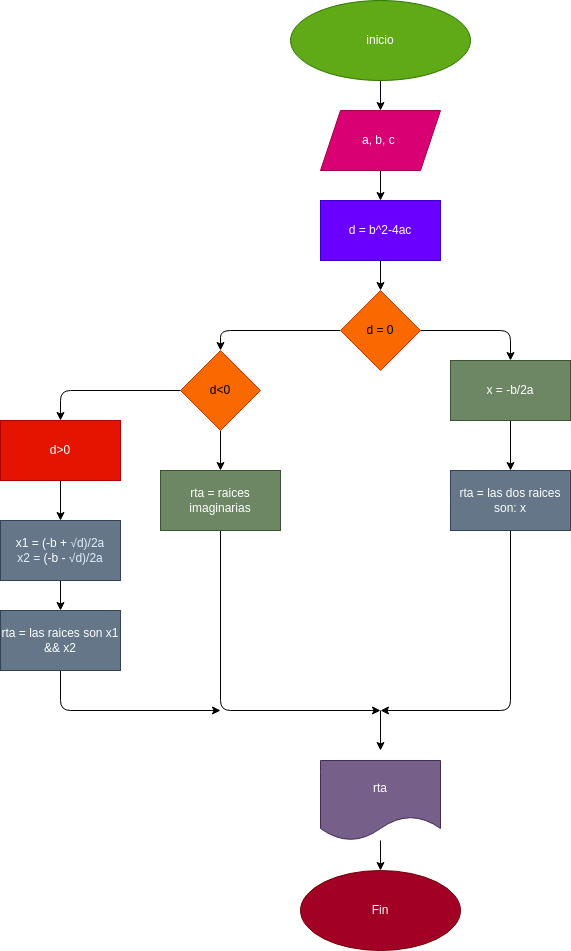 inicio
a, b, c
d = b^2-4ac
d = 0
d<0
x = -b/2a
d>0
rta = raices
imaginarias
rta = las dos raices
son: x
x1 = (-b + √d)/2a
x2 = (-b - √d)/2a
rta = las raices son x1
&& x2
rta
Fin